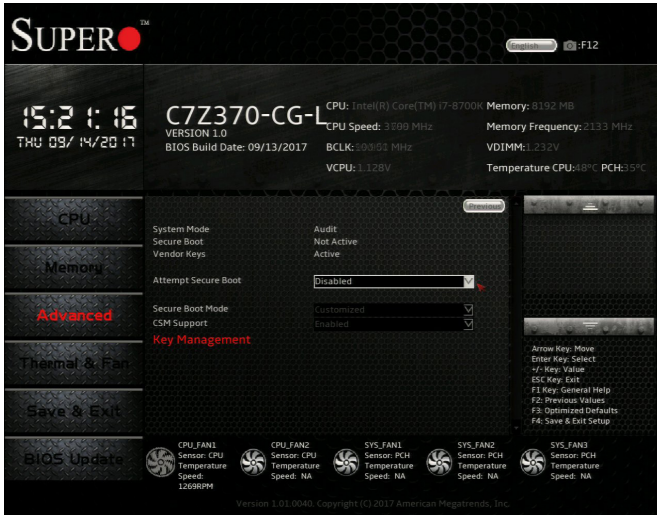 SUPER TM
English :F12
15:21:16
THU 09/14/2017
C7Z370-CG-L
VERSION 1.0
BIOS Build Date: 09/13/2017
CPU: Intel(R) Core(TM) i7-8700K
CPU Speed: 3700 MHz
BCLK: MHz
VCPU: 1.128V
Memory: 8192 MB
Memory Frequency: 2133 MHz
VDIMM: 1.232V
Temperature CPU:48°C PCH:35°C
CPU
Memory
Advanced
Thermal & Fan
Save & Exit
BIOS Update
Previous
System Mode Audit
Secure Boot Not Active
Vendor Keys Active
Attempt Secure Boot Disabled
Secure Boot Mode Customized
CSM Support Enabled
Key Management
Arrow Key: Move
Enter Key: Select
+/- Key: Value
ESC Key: Exit
F1 Key: General Help
F2: Previous Values
F3: Optimized Defaults
F4: Save & Exit Setup
CPU_FAN1
Sensor: CPU
Temperature
Speed:
1269RPM
CPU_FAN2
Sensor: CPU
Temperature
Speed: NA
SYS_FAN1
Sensor: PCH
Temperature
Speed: NA
SYS_FAN2
Sensor: PCH
Temperature
Speed: NA
SYS_FAN3
Sensor: PCH
Temperature
Speed: NA
Version 1.01.0040. Copyright (C) 2017 American Megatrends, Inc.